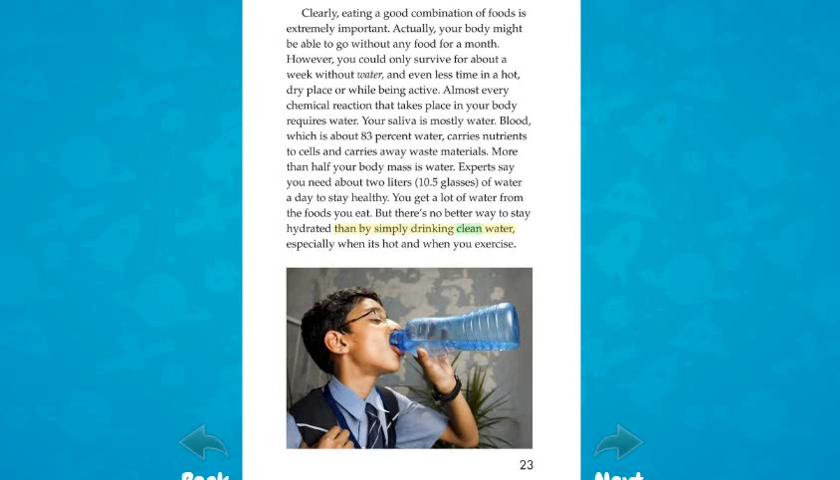 Clearly, eating a good combination of foods is
extremely important. Actually, your body might
be able to go without any food for a month.
However, you could only survive for about a
week without water, and even less time in a hot,
dry place or while being active. Almost every
chemical reaction that takes place in your body
requires water. Your saliva is mostly water. Blood,
which is about 83 percent water, carries nutrients
to cells and carries away waste materials. More
than half your body mass is water. Experts say
you need about two liters (10.5 glasses) of water
a day to stay healthy. You get a lot of water from
the foods you eat. But there's no better way to stay
hydrated than by simply drinking clean water,
especially when its hot and when you exercise.
23
Back
Next